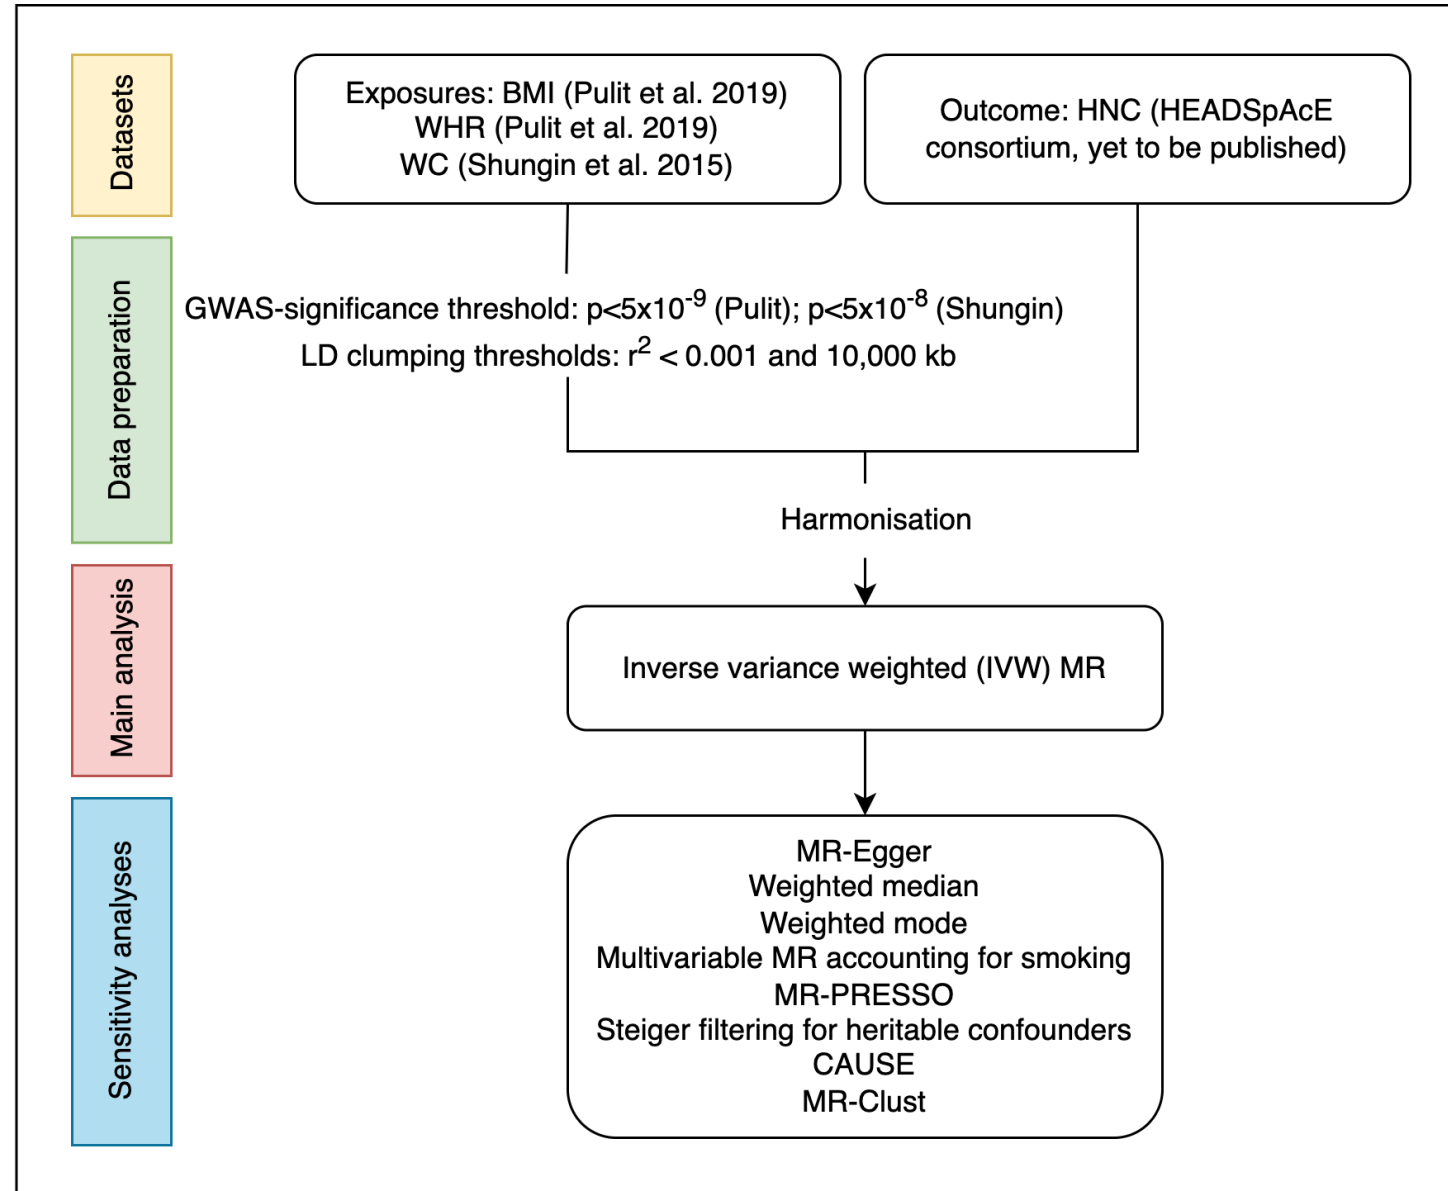 Datasets
Exposures: BMI (Pulit et al. 2019)
WHR (Pulit et al. 2019)
WC (Shungin et al. 2015)
Outcome: HNC (HEADSpAcE
consortium, yet to be published)
Data preparation
GWAS-significance threshold: p<5x10⁻⁹ (Pulit); p<5x10⁻⁸ (Shungin)
LD clumping thresholds: r² < 0.001 and 10,000 kb
Harmonisation
Main analysis
Inverse variance weighted (IVW) MR
Sensitivity analyses
MR-Egger
Weighted median
Weighted mode
Multivariable MR accounting for smoking
MR-PRESSO
Steiger filtering for heritable confounders
CAUSE
MR-Clust